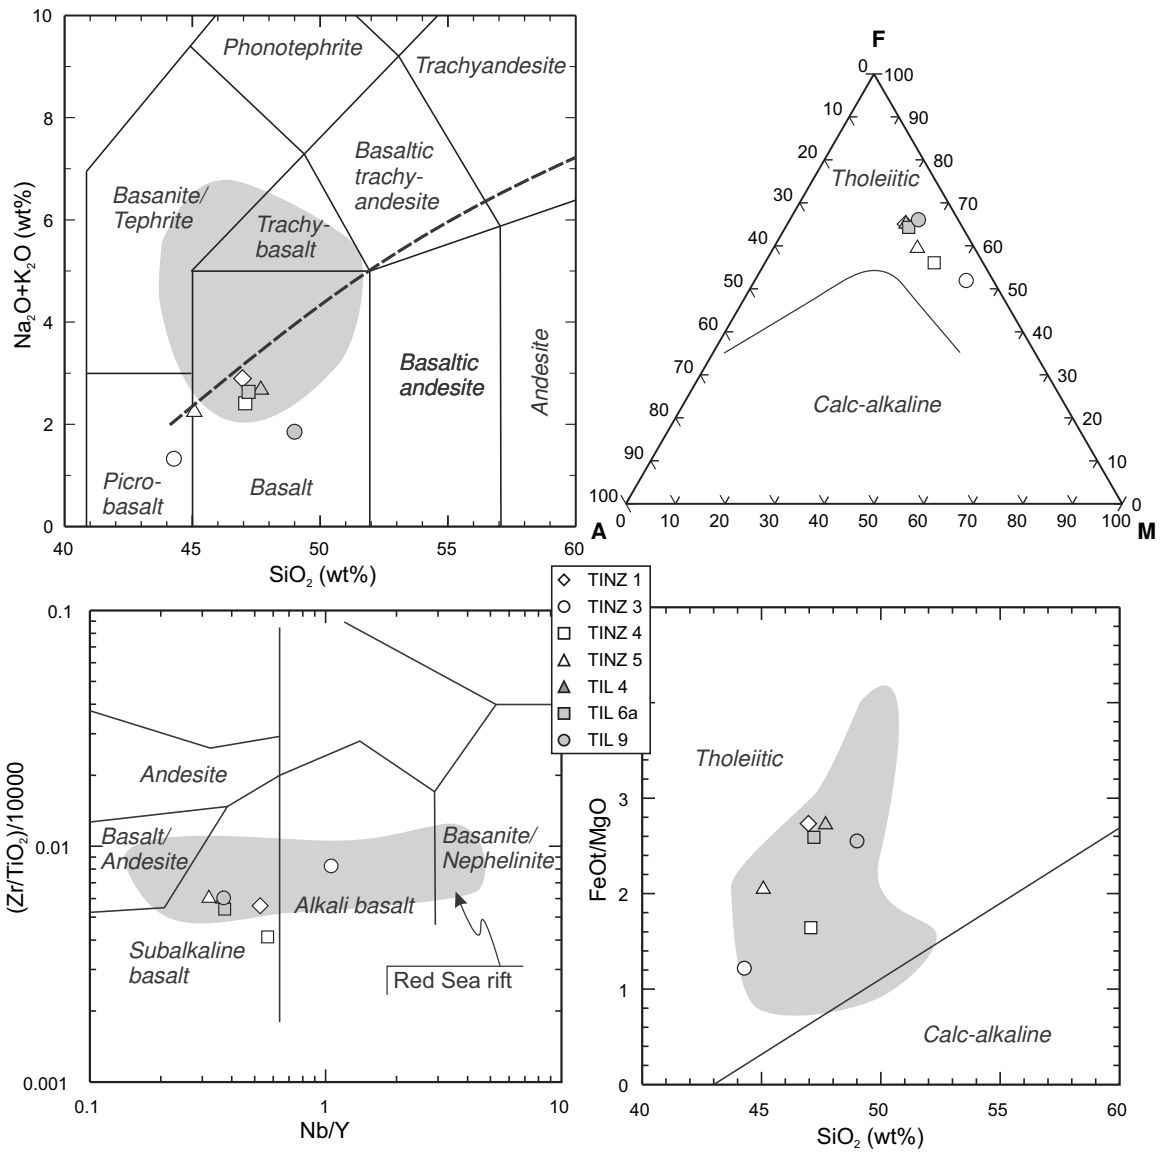 10
8
6
4
2
0
Na2O+K2O (wt%)
40
45
50
55
60
SiO2 (wt%)
Phonotephrite
Trachyandesite
Basaltic
trachy-
andesite
Basanite/
Tephrite
Trachy-
basalt
Basaltic
andesite
Andesite
Picro-
basalt
Basalt
F
0
100
10
90
20
80
30
70
40
60
50
50
60
40
70
30
80
20
90
10
100
0
A
0
10
20
30
40
50
60
70
80
90
100
M
Tholeiitic
Calc-alkaline
TINZ 1
TINZ 3
TINZ 4
TINZ 5
TIL 4
TIL 6a
TIL 9
0.1
0.01
0.001
(Zr/TiO2)/10000
0.1
1
10
Nb/Y
Andesite
Basalt/
Andesite
Basanite/
Nephelinite
Alkali basalt
Subalkaline
basalt
Red Sea rift
3
2
1
0
FeOt/MgO
40
45
50
55
60
SiO2 (wt%)
Tholeiitic
Calc-alkaline